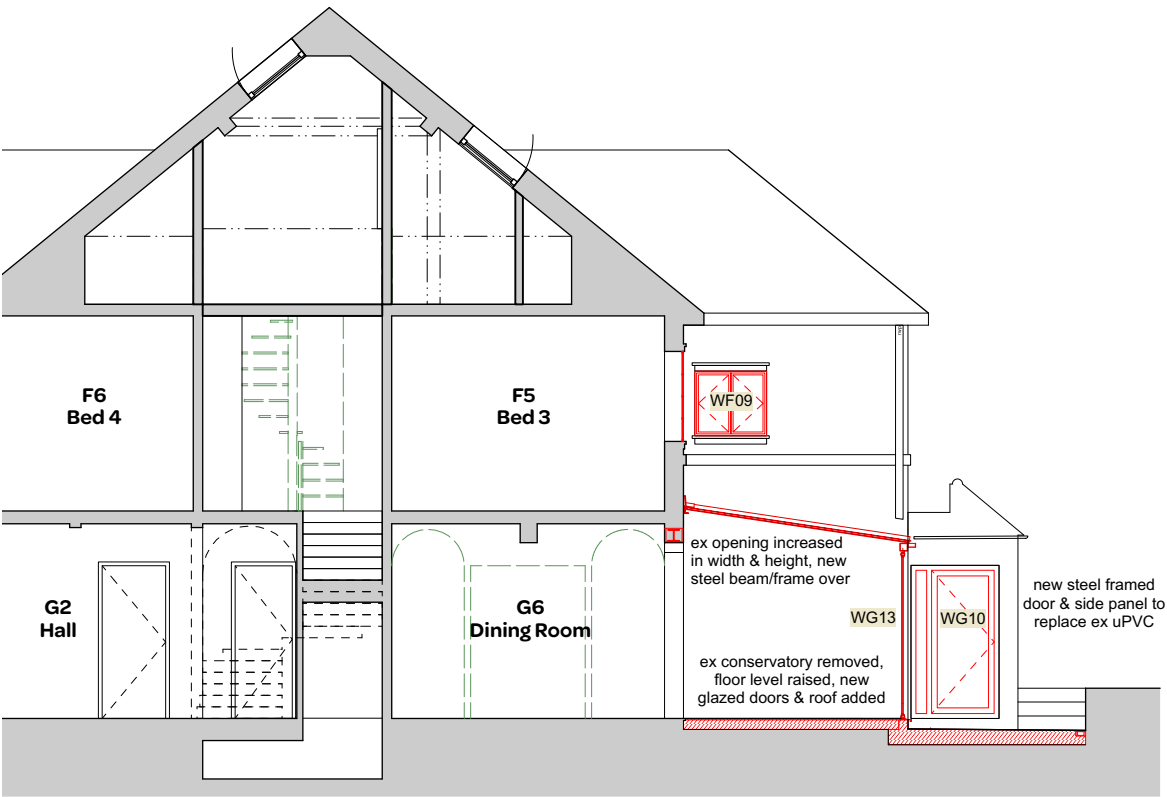 F6
Bed 4
F5
Bed 3
WF09
ex opening increased
in width & height, new
steel beam/frame over
G2
Hall
G6
Dining Room
WG13
WG10
new steel framed
door & side panel to
replace ex uPVC
ex conservatory removed,
floor level raised, new
glazed doors & roof added